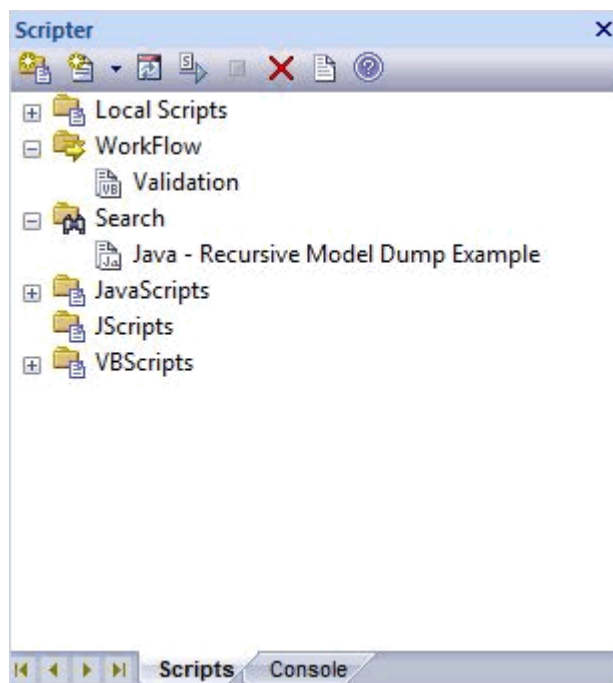 Scripter
Local Scripts
WorkFlow
Validation
Search
Java - Recursive Model Dump Example
JavaScripts
JScripts
VBScripts
Scripts Console